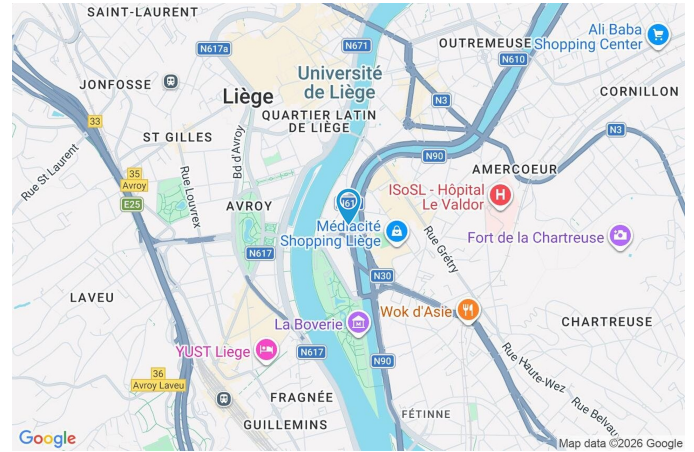 SAINT-LAURENT
N617a
N671
OUTREMEUSE
Ali Baba
Shopping Center
N610
JONFOSSE
Université
de Liège
Liège
CORNILLON
N3
33
ST GILLES
QUARTIER LATIN
DE LIÈGE
N3
Rue St Laurent
Bd d'Avroy
N90
35
Avroy
Rue Louvrex
AMERCOEUR
ISoSL - Hôpital
Le Valdor
E25
AVROY
N61
Médiacité
Shopping Liège
Rue Grétry
Fort de la Chartreuse
N617
N30
LAVEU
Wok d'Asie
La Boverie
CHARTREUSE
YUST Liege
N617
N90
Rue Haute-Wez
36
Avroy Laveu
FRAGNÉE
Rue Belvau
FÉTINNE
GUILLEMINS
Google
Map data ©2026 Google